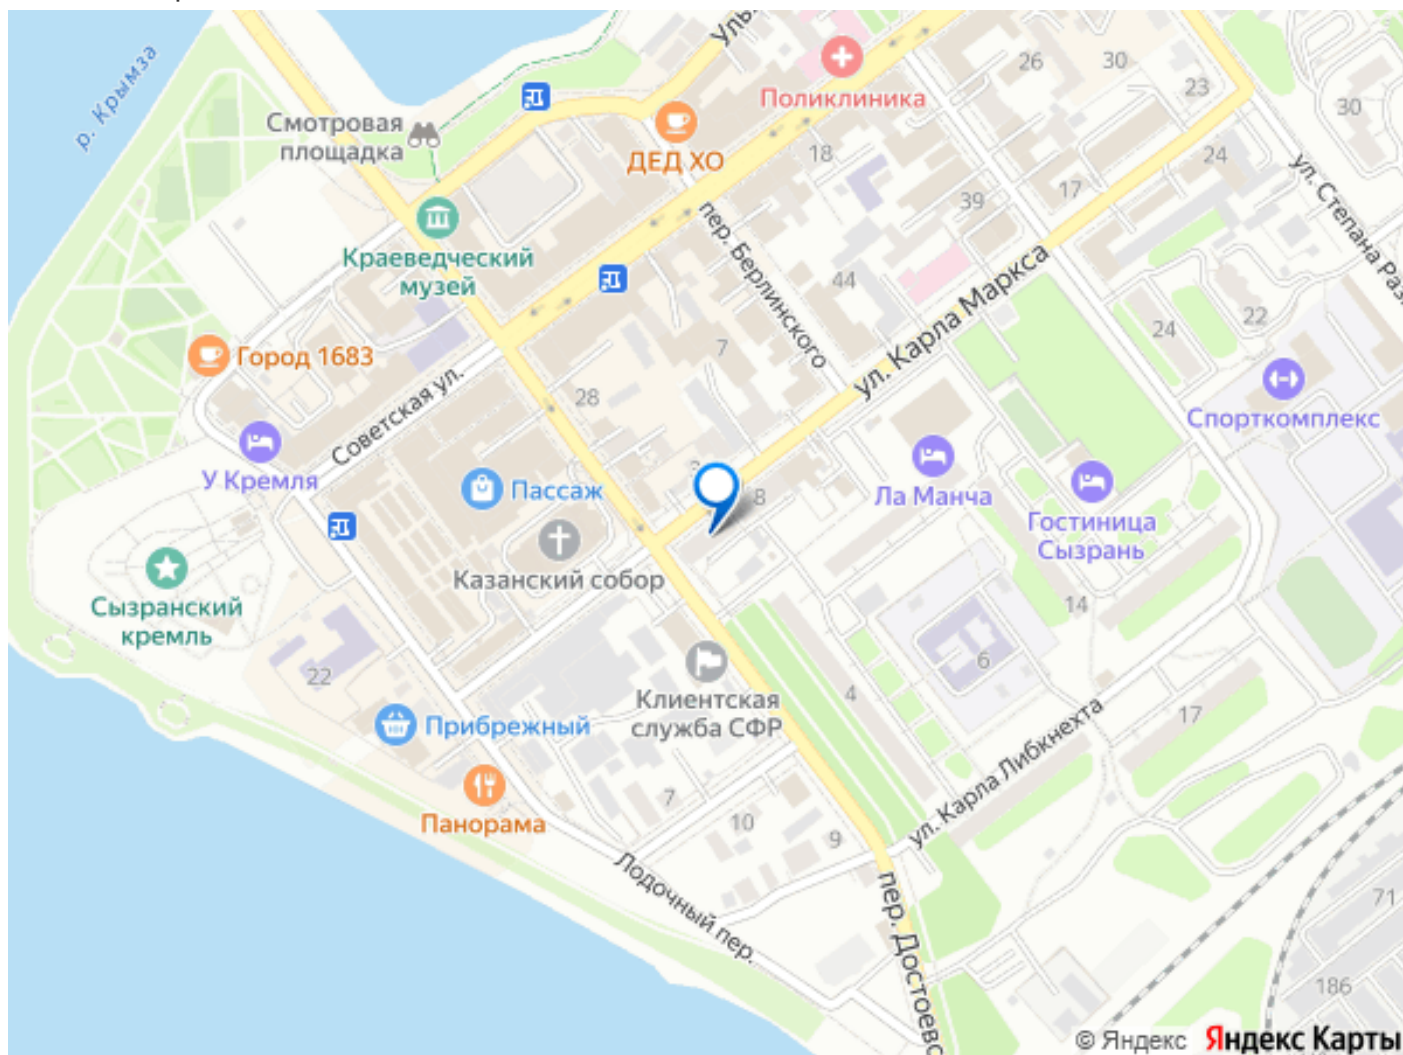 р. Крымза
Смотровая
площадка
Краеведческий
музей
Город 1683
У Кремля
Советская ул.
Сызранский
кремль
22
Прибрежный
Панорама
Пассаж
Казанский собор
28
ДЕД ХО
Поликлиника
18
26
30
23
30
24
17
39
44
7
пер. Берлинского
ул. Карла Маркса
ул. Степана Раз
24
22
Спорткомплекс
Ла Манча
Гостиница
Сызрань
8
14
6
4
17
Клиентская
служба СФР
7
10
9
ул. Карла Либкнехта
Лодочный пер.
пер. Достоевс
71
186
© Яндекс
Яндекс Карты